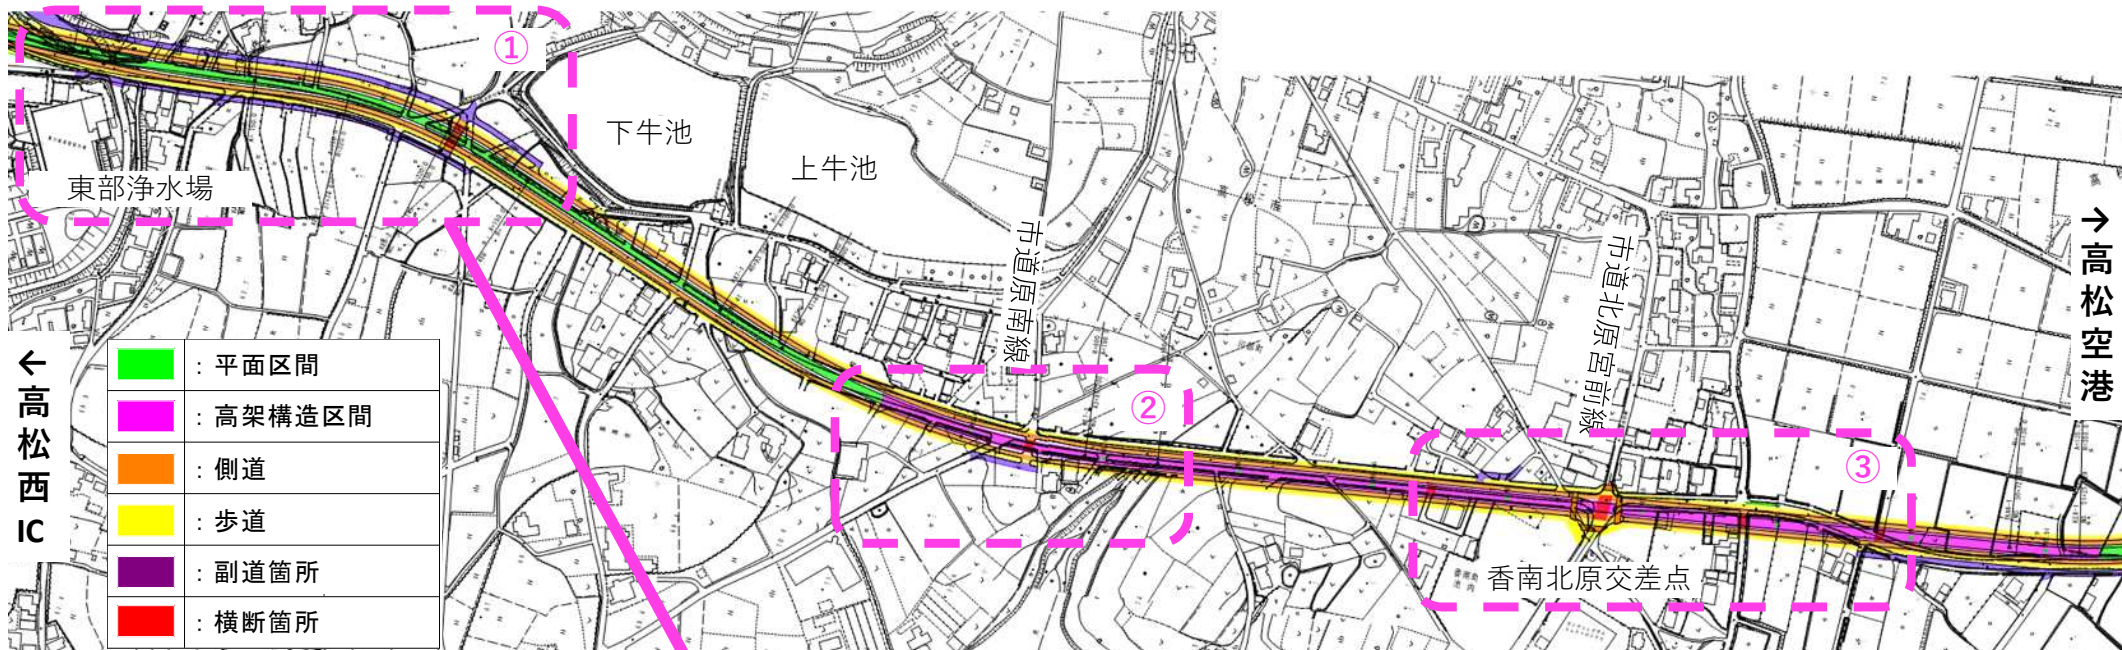 ①
下牛池
上牛池
東部浄水場
市道原南線
市道北原宮前線
→高松空港
←高松西IC
：平面区間
：高架構造区間
：側道
：歩道
：副道箇所
：横断箇所
②
③
香南北原交差点